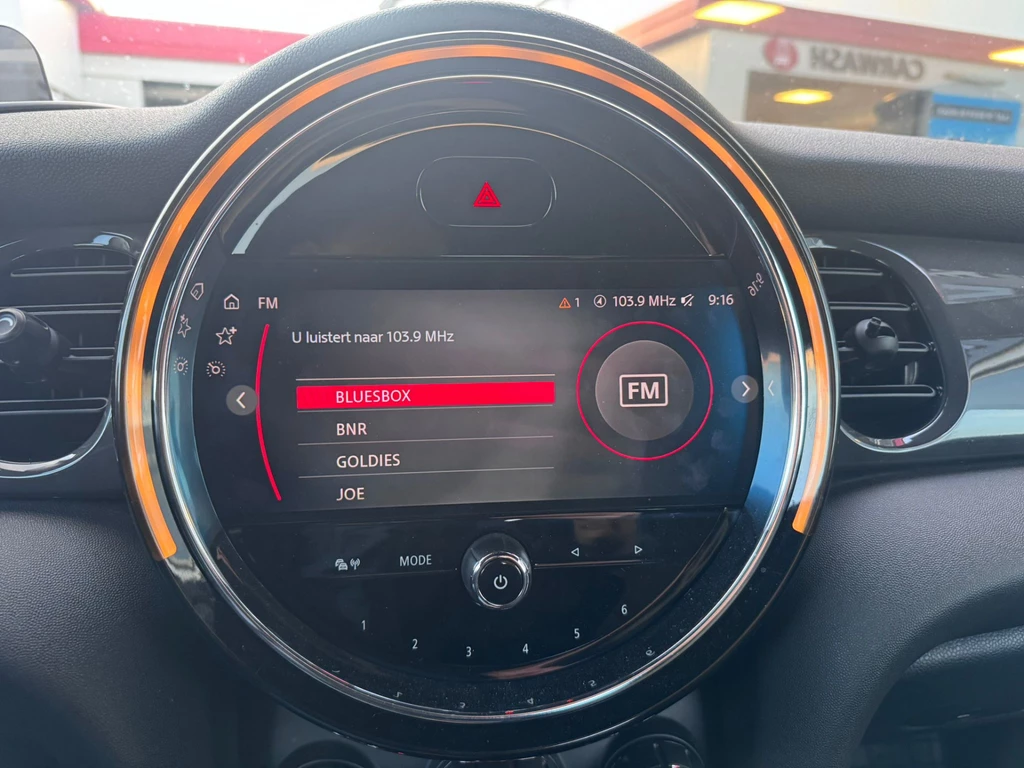 CARWASH
FM
1 103.9 MHz 9:16
U luistert naar 103.9 MHz
BLUESBOX
FM
BNR
GOLDIES
JOE
MODE
1 2 3 4 5 6